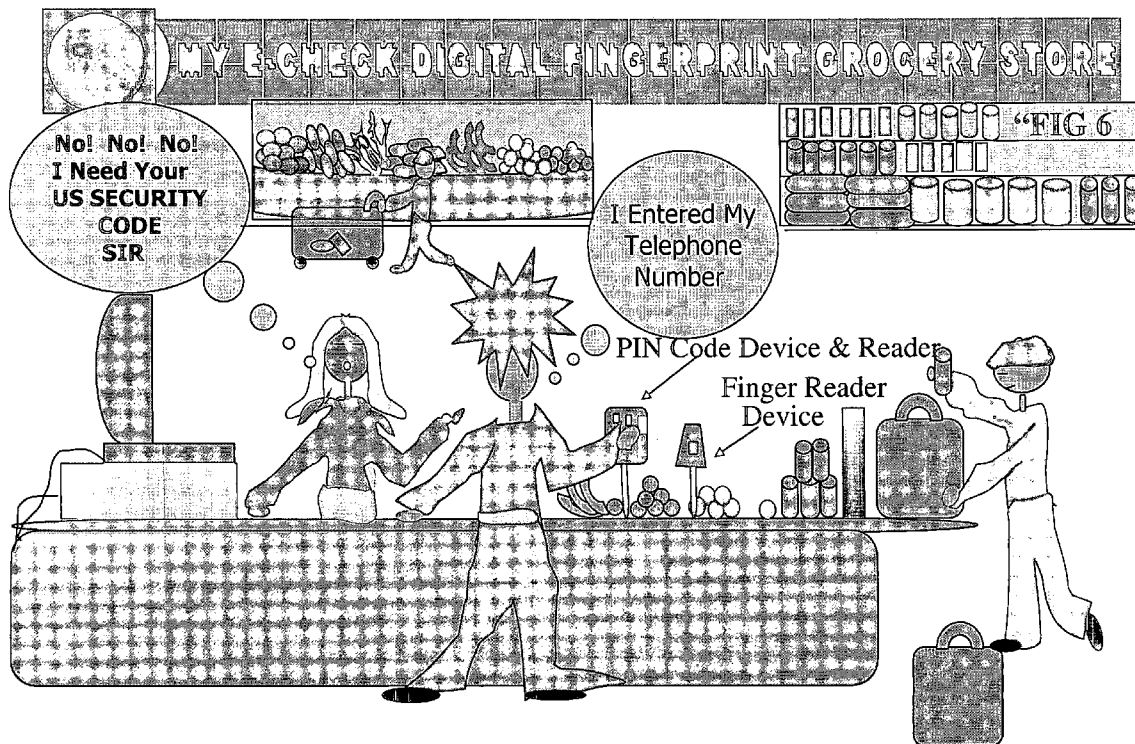 MY E-CHECK DIGITAL FINGERPRINT GROCERY STORE
No! No! No!
I Need Your
US SECURITY
CODE
SIR
"FIG 6
I Entered My
Telephone
Number
PIN Code Device & Reader
Finger Reader
Device